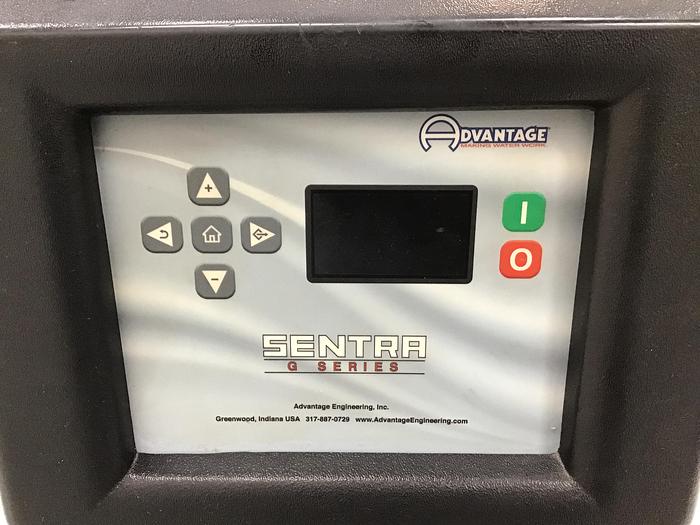 ADVANTAGE
MAKING WATER WORK
+
-
I
O
SENTRA
G SERIES
Advantage Engineering, Inc.
Greenwood, Indiana USA 317-887-0729 www.AdvantageEngineering.com